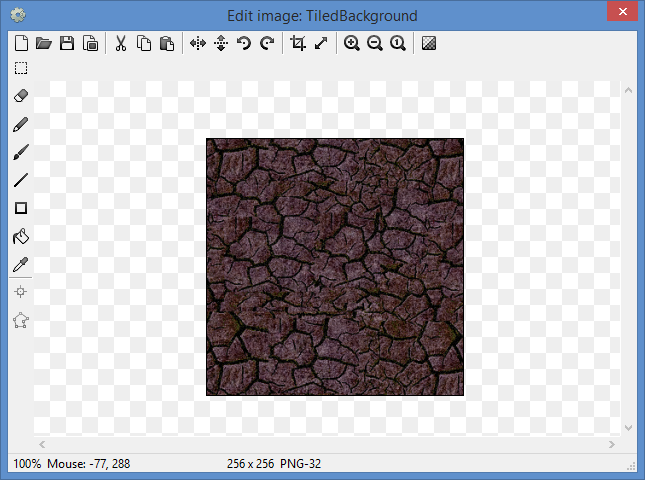 Edit image: TiledBackground
100% Mouse: -77, 288 256 x 256 PNG-32